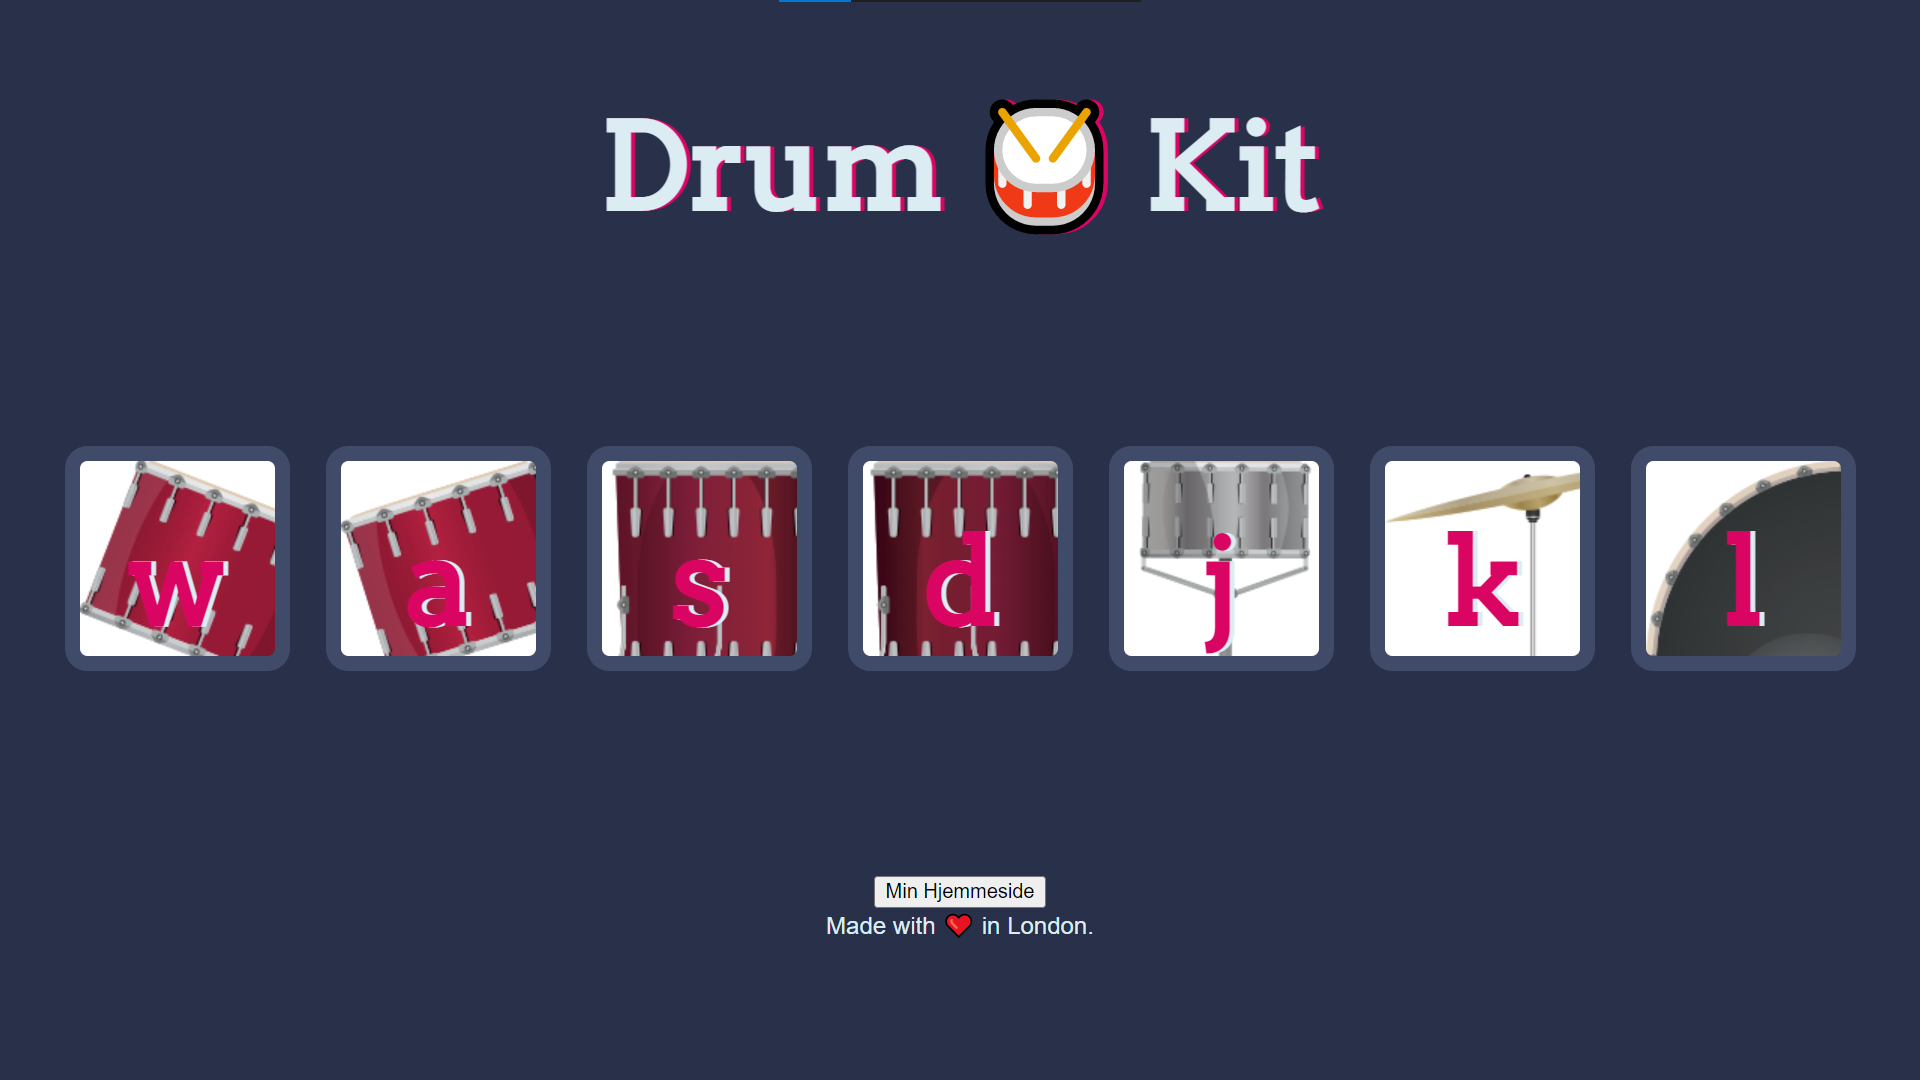 Drum 🥁 Kit
w a s d j k l
Min Hjemmeside
Made with ❤️ in London.